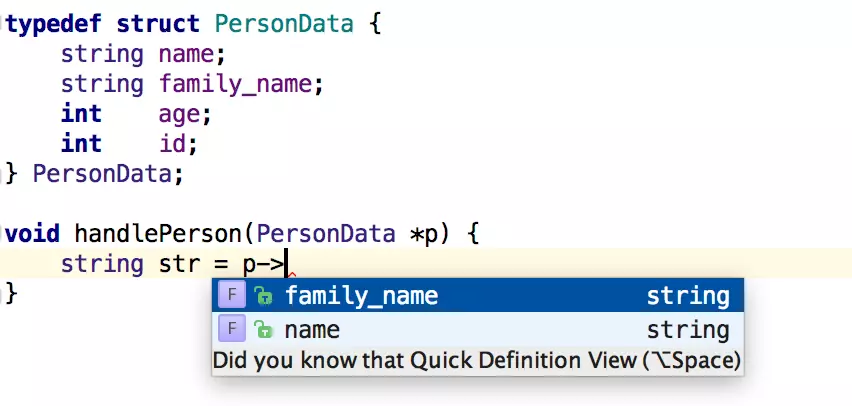 typedef struct PersonData {
    string name;
    string family_name;
    int    age;
    int    id;
} PersonData;

void handlePerson(PersonData *p) {
    string str = p->
F family_name string
F name string
}
Did you know that Quick Definition View (⌥Space)